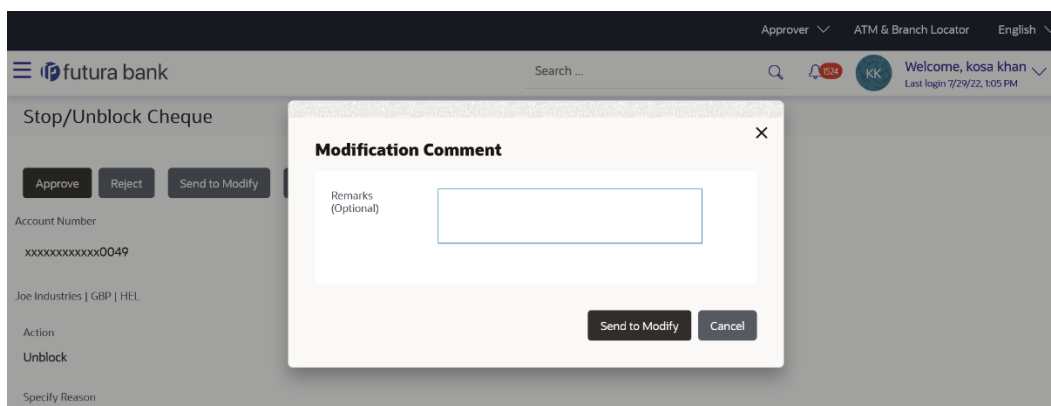 Approver ATM & Branch Locator English
futura bank Search ... 1524 KK Welcome, kosa khan
Last login 7/29/22, 1:05 PM
Stop/Unblock Cheque
Modification Comment
Approve Reject Send to Modify
Remarks
(Optional)
Account Number
xxxxxxxxxxxx0049
Joe Industries | GBP | HEL
Send to Modify Cancel
Action
Unblock
Specify Reason